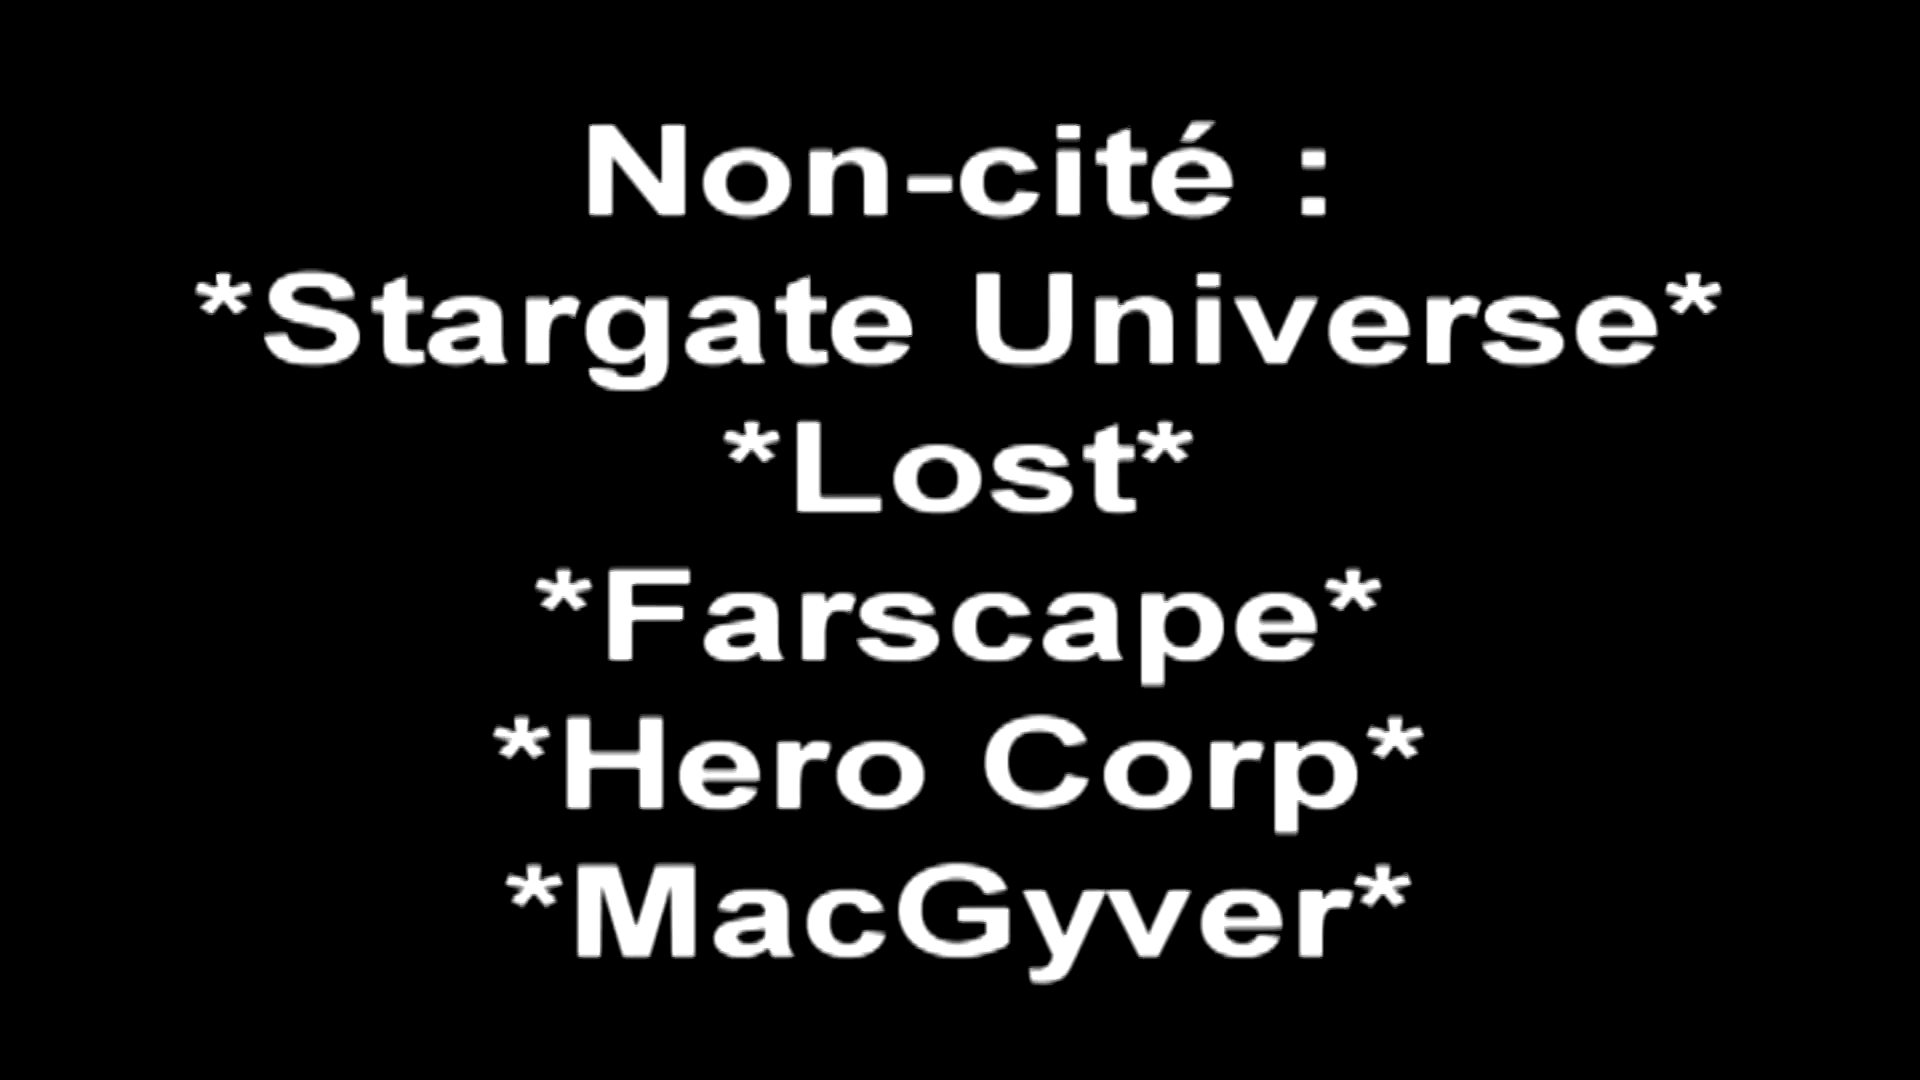 Non-cité :
*Stargate Universe*
*Lost*
*Farscape*
*Hero Corp*
*MacGyver*